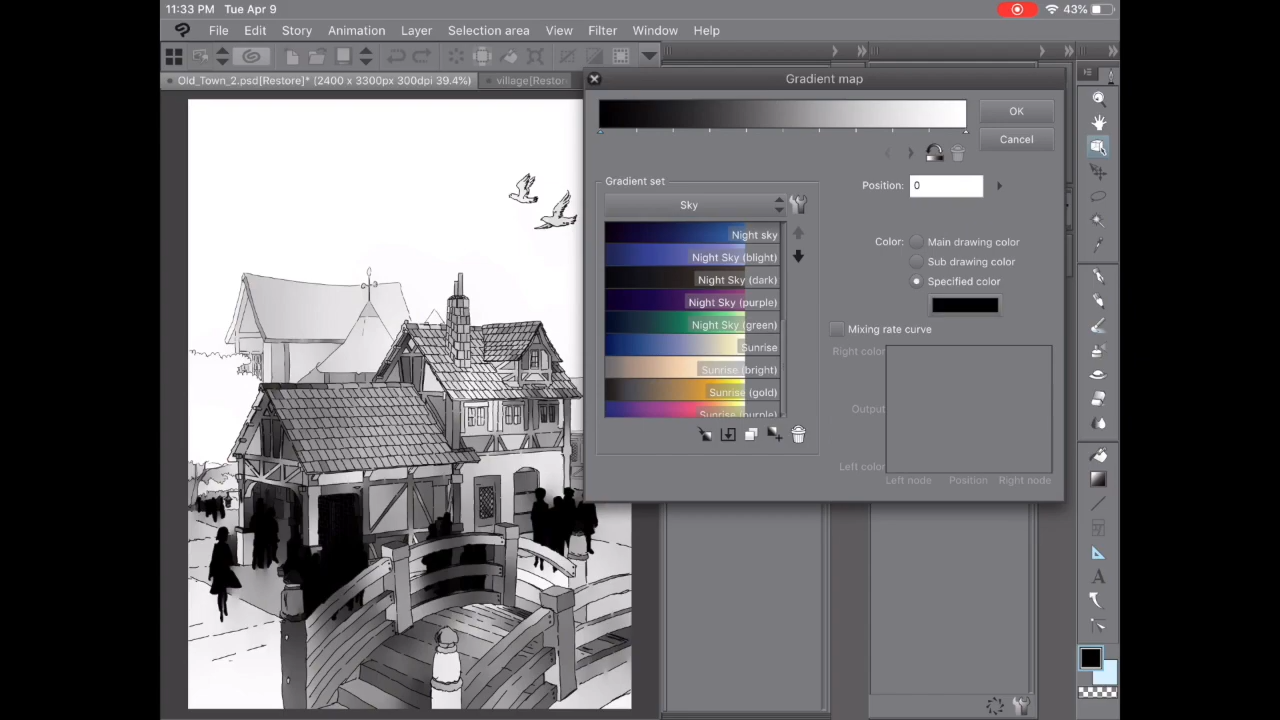 11:33 PM Tue Apr 9 43%
File Edit Story Animation Layer Selection area View Filter Window Help
Old_Town_2.psd[Restore]* (2400 x 3300px 300dpi 39.4%) village[Restor
Gradient map
OK
Cancel
Gradient set
Position: 0
Sky
Night sky
Night Sky (blight)
Night Sky (dark)
Night Sky (purple)
Night Sky (green)
Sunrise
Sunrise (bright)
Sunrise (gold)
Sunrise (purple)
Color: Main drawing color
Sub drawing color
Specified color
Mixing rate curve
Right color
Output
Left color
Left node Position Right node